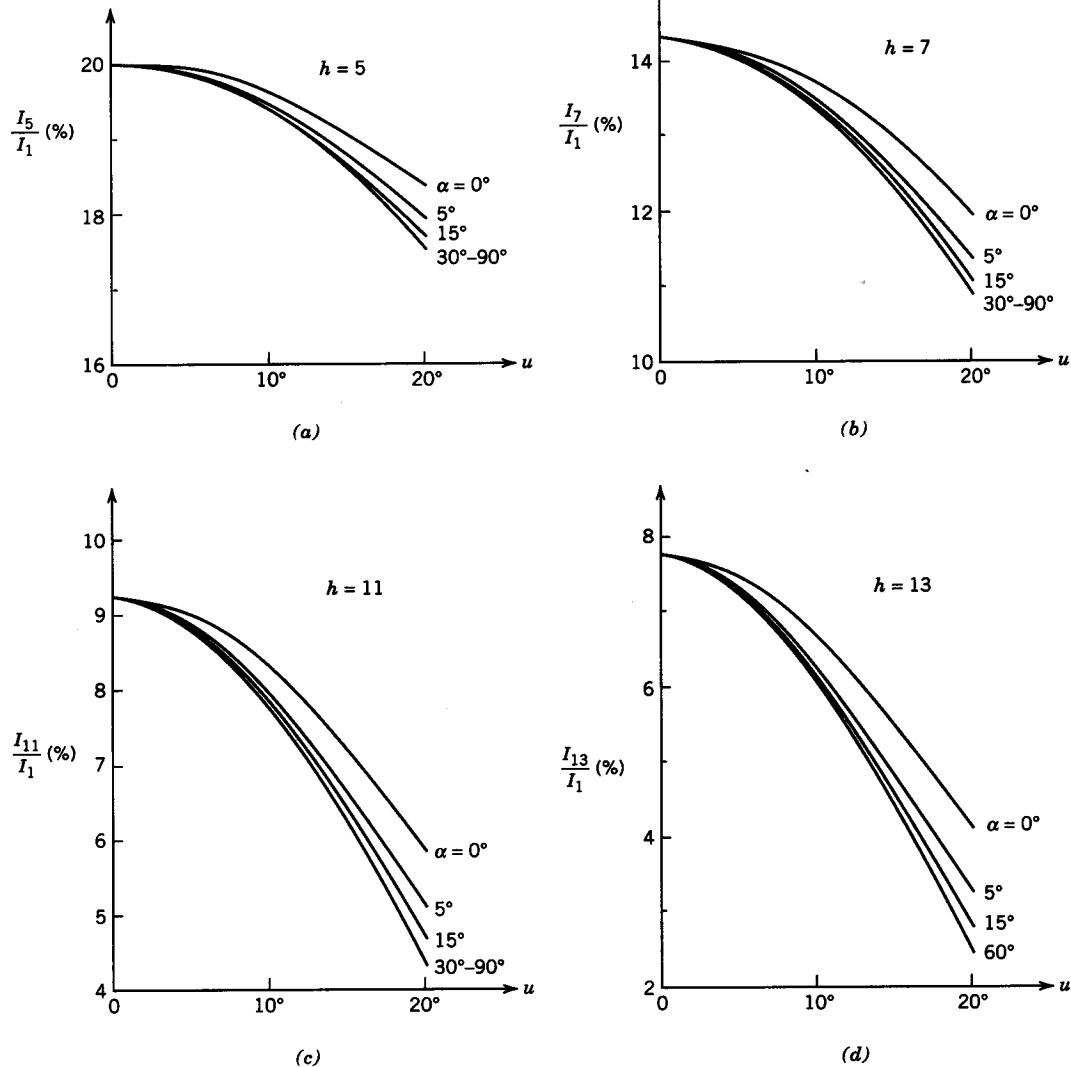 20
h = 5
I5/I1 (%)
18
α = 0°
5°
15°
30°–90°
16
0
10°
20°
u
(a)
14
h = 7
I7/I1 (%)
12
α = 0°
5°
15°
30°–90°
10
0
10°
20°
u
(b)
10
h = 11
9
8
I11/I1 (%)
7
6
α = 0°
5
5°
15°
30°–90°
4
0
10°
20°
u
(c)
8
h = 13
6
I13/I1 (%)
4
α = 0°
5°
15°
60°
2
0
10°
20°
u
(d)